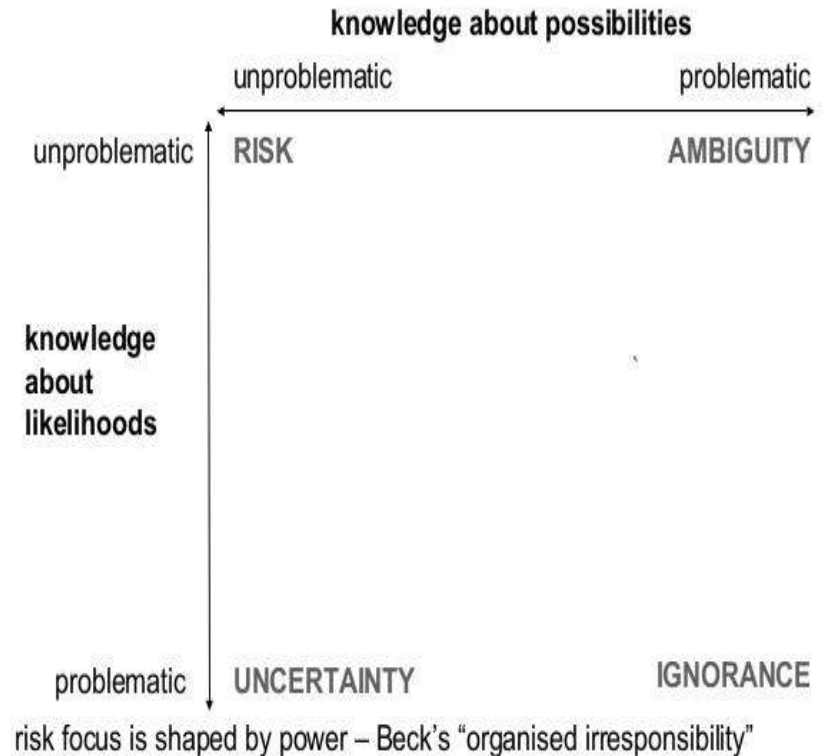 knowledge about possibilities
unproblematic problematic
unproblematic RISK AMBIGUITY
knowledge
about
likelihoods
problematic UNCERTAINTY IGNORANCE
risk focus is shaped by power – Beck's “organised irresponsibility”